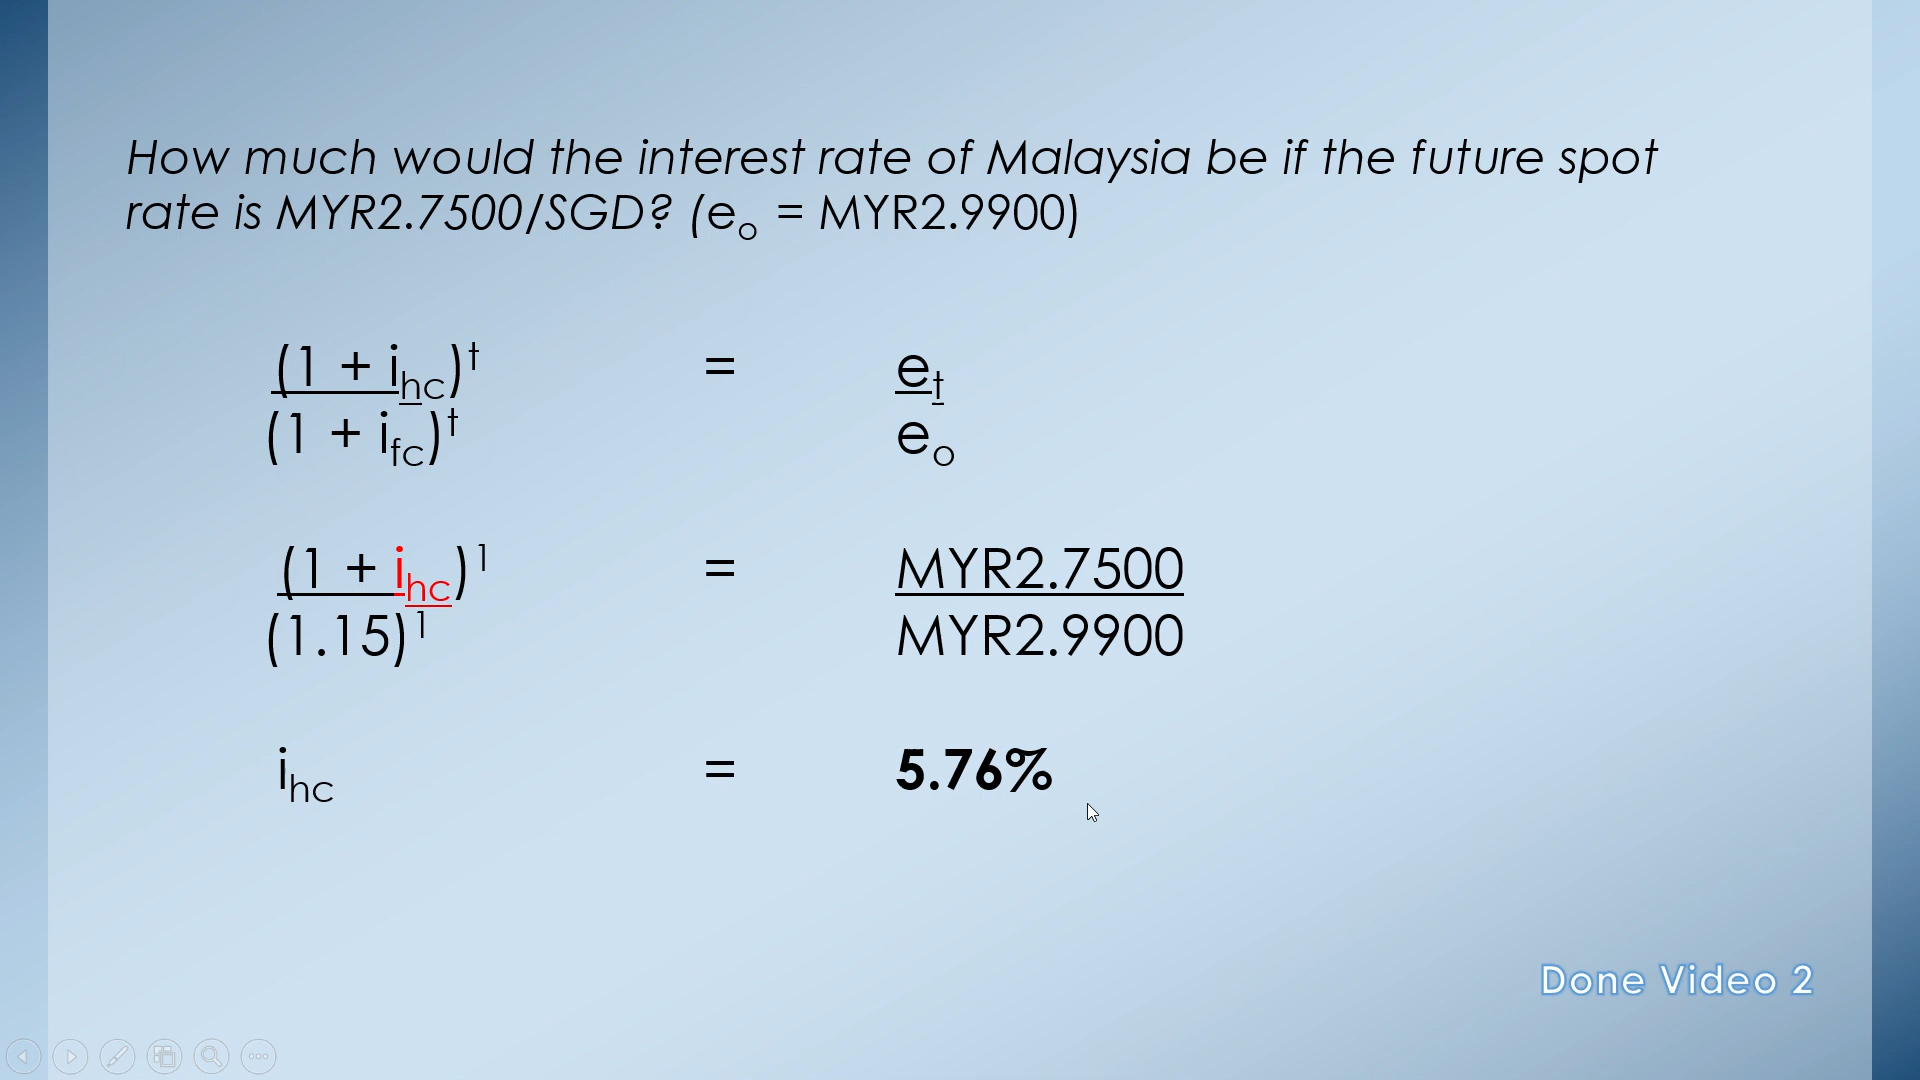 How much would the interest rate of Malaysia be if the future spot
rate is MYR2.7500/SGD? (eo = MYR2.9900)
(1 + ihc)t = et
(1 + ifc)t eo
(1 + ihc)1 = MYR2.7500
(1.15)1 MYR2.9900
ihc = 5.76%
Done Video 2